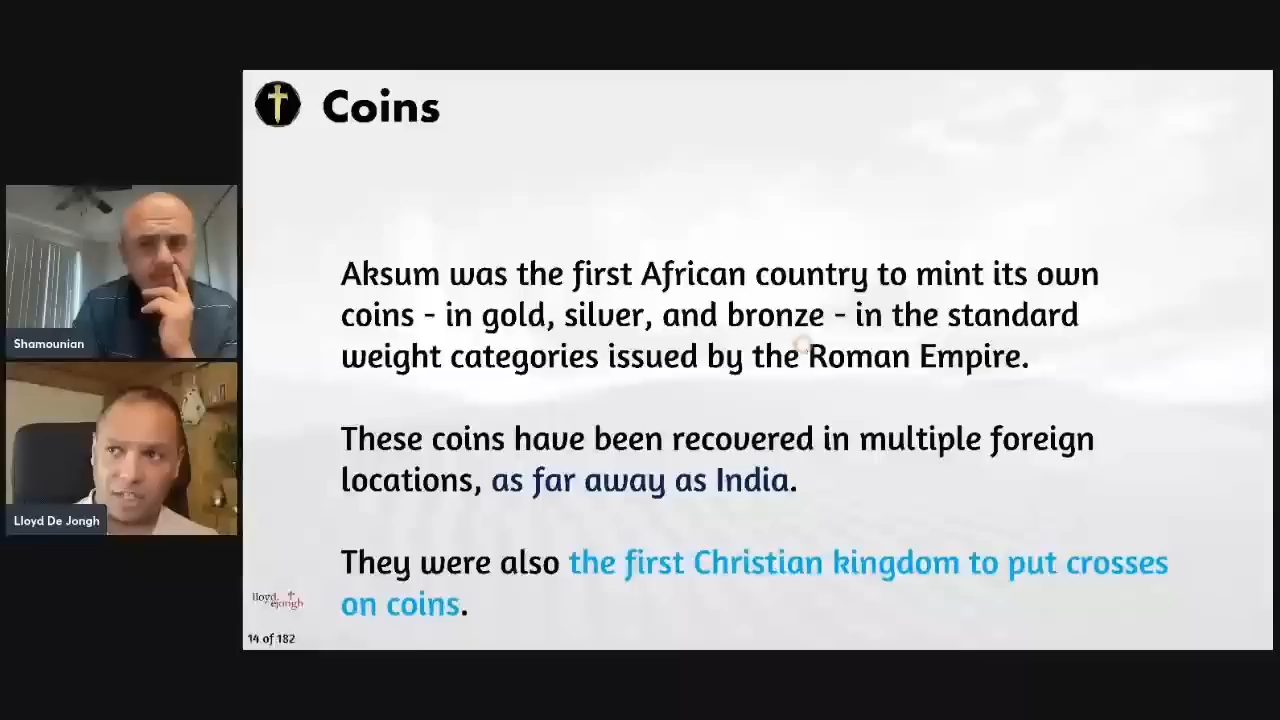 Coins
Aksum was the first African country to mint its own
coins - in gold, silver, and bronze - in the standard
weight categories issued by the Roman Empire.
These coins have been recovered in multiple foreign
locations, as far away as India.
They were also the first Christian kingdom to put crosses
on coins.
Shamounian
Lloyd De Jongh
lloyd
ejongh
14 of 182